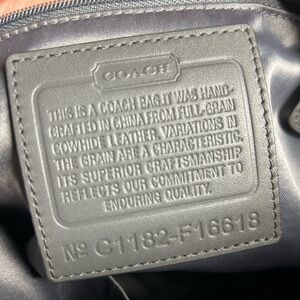 COACH
THIS IS A COACH BAG. IT WAS HAND-
CRAFTED IN CHINA FROM FULL-GRAIN
COWHIDE LEATHER. VARIATIONS IN
THE GRAIN ARE A CHARACTERISTIC.
ITS SUPERIOR CRAFTSMANSHIP
REFLECTS OUR COMMITMENT TO
ENDURING QUALITY.
Nº C1182-F16618